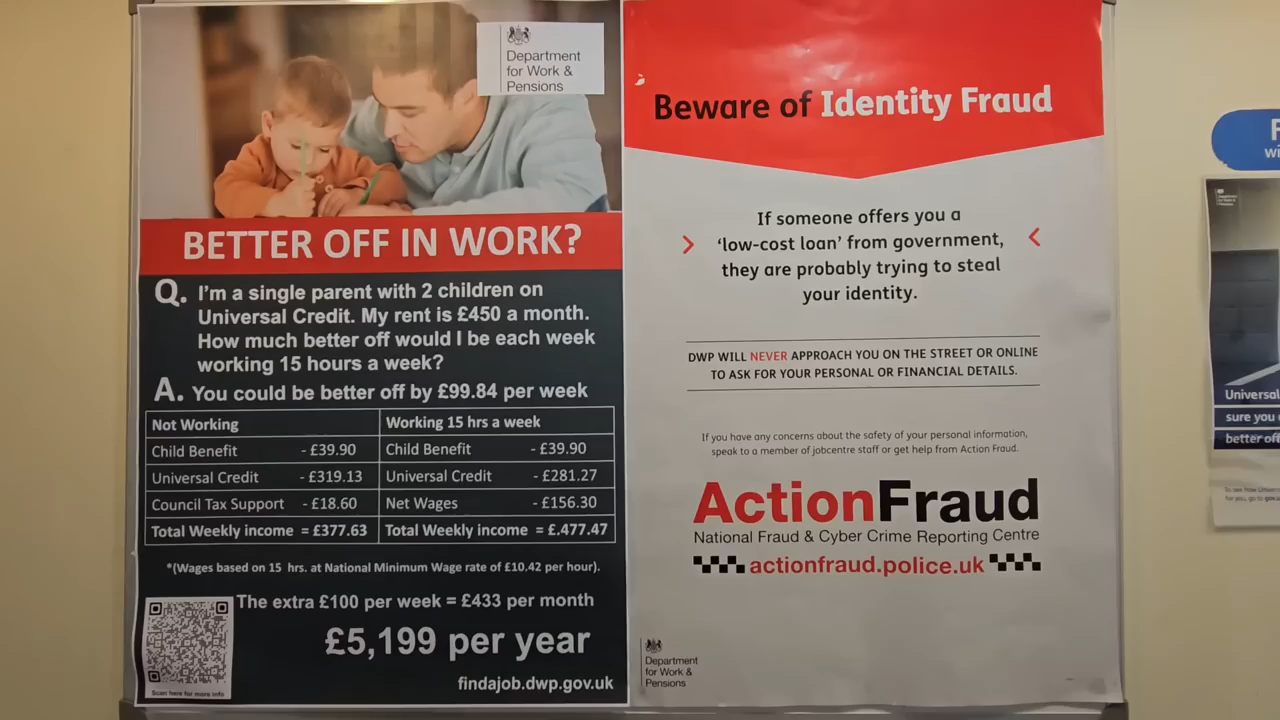 Department
for Work &
Pensions
BETTER OFF IN WORK?
Q. I'm a single parent with 2 children on
Universal Credit. My rent is £450 a month.
How much better off would I be each week
working 15 hours a week?
A. You could be better off by £99.84 per week
Not Working Working 15 hrs a week
Child Benefit - £39.90 Child Benefit - £39.90
Universal Credit - £319.13 Universal Credit - £281.27
Council Tax Support - £18.60 Net Wages - £156.30
Total Weekly income = £377.63 Total Weekly income = £.477.47
*(Wages based on 15 hrs. at National Minimum Wage rate of £10.42 per hour).
The extra £100 per week = £433 per month
£5,199 per year
Scan here for more info
findajob.dwp.gov.uk
Beware of Identity Fraud
If someone offers you a
‘low-cost loan’ from government,
they are probably trying to steal
your identity.
DWP WILL NEVER APPROACH YOU ON THE STREET OR ONLINE
TO ASK FOR YOUR PERSONAL OR FINANCIAL DETAILS.
If you have any concerns about the safety of your personal information,
speak to a member of jobcentre staff or get help from Action Fraud.
ActionFraud
National Fraud & Cyber Crime Reporting Centre
actionfraud.police.uk
Department
for Work &
Pensions
wi
Universal
sure you
better off